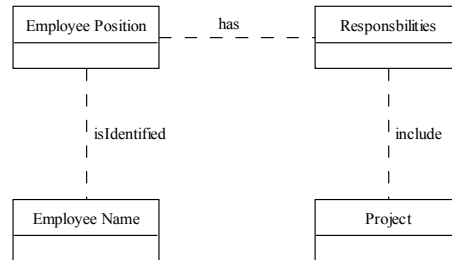 has
Employee Position
Responsbilities
isIdentified
include
Employee Name
Project